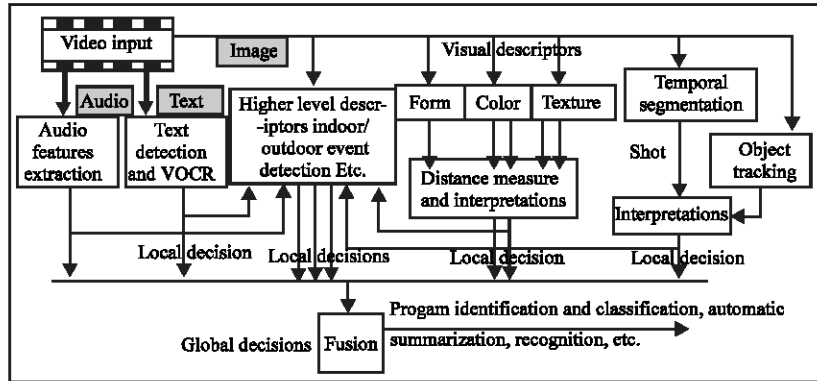 Video input
Image
Visual descriptors
Audio
Text
Audio
features
extraction
Text
detection
and VOCR
Higher level descr-
-iptors indoor/
outdoor event
detection Etc.
Form
Color
Texture
Distance measure
and interpretations
Temporal
segmentation
Shot
Object
tracking
Interpretations
Local decision
Local decisions
Local decision
Local decision
Global decisions
Fusion
Progam identification and classification, automatic
summarization, recognition, etc.